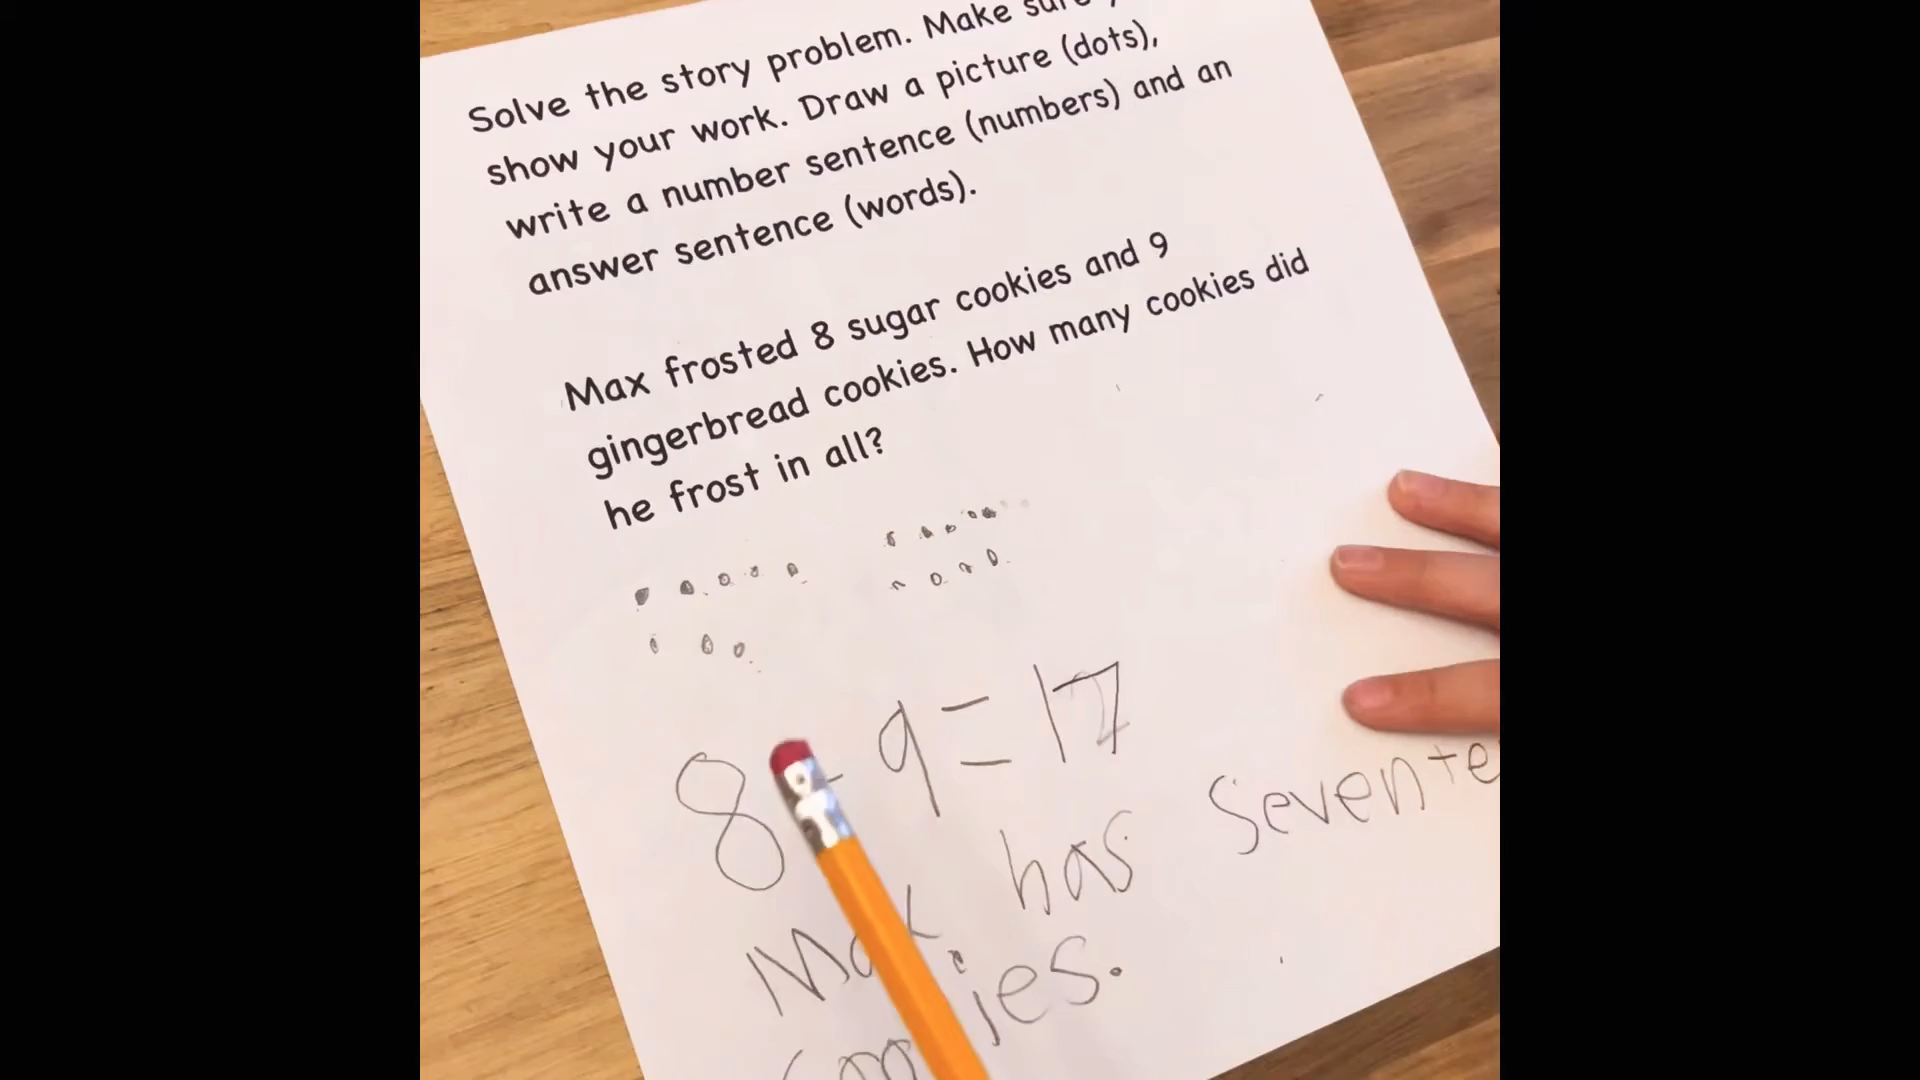 Solve the story problem. Make sure
show your work. Draw a picture (dots),
write a number sentence (numbers) and an
answer sentence (words).
Max frosted 8 sugar cookies and 9
gingerbread cookies. How many cookies did
he frost in all?
8 9 = 17
has Sevente